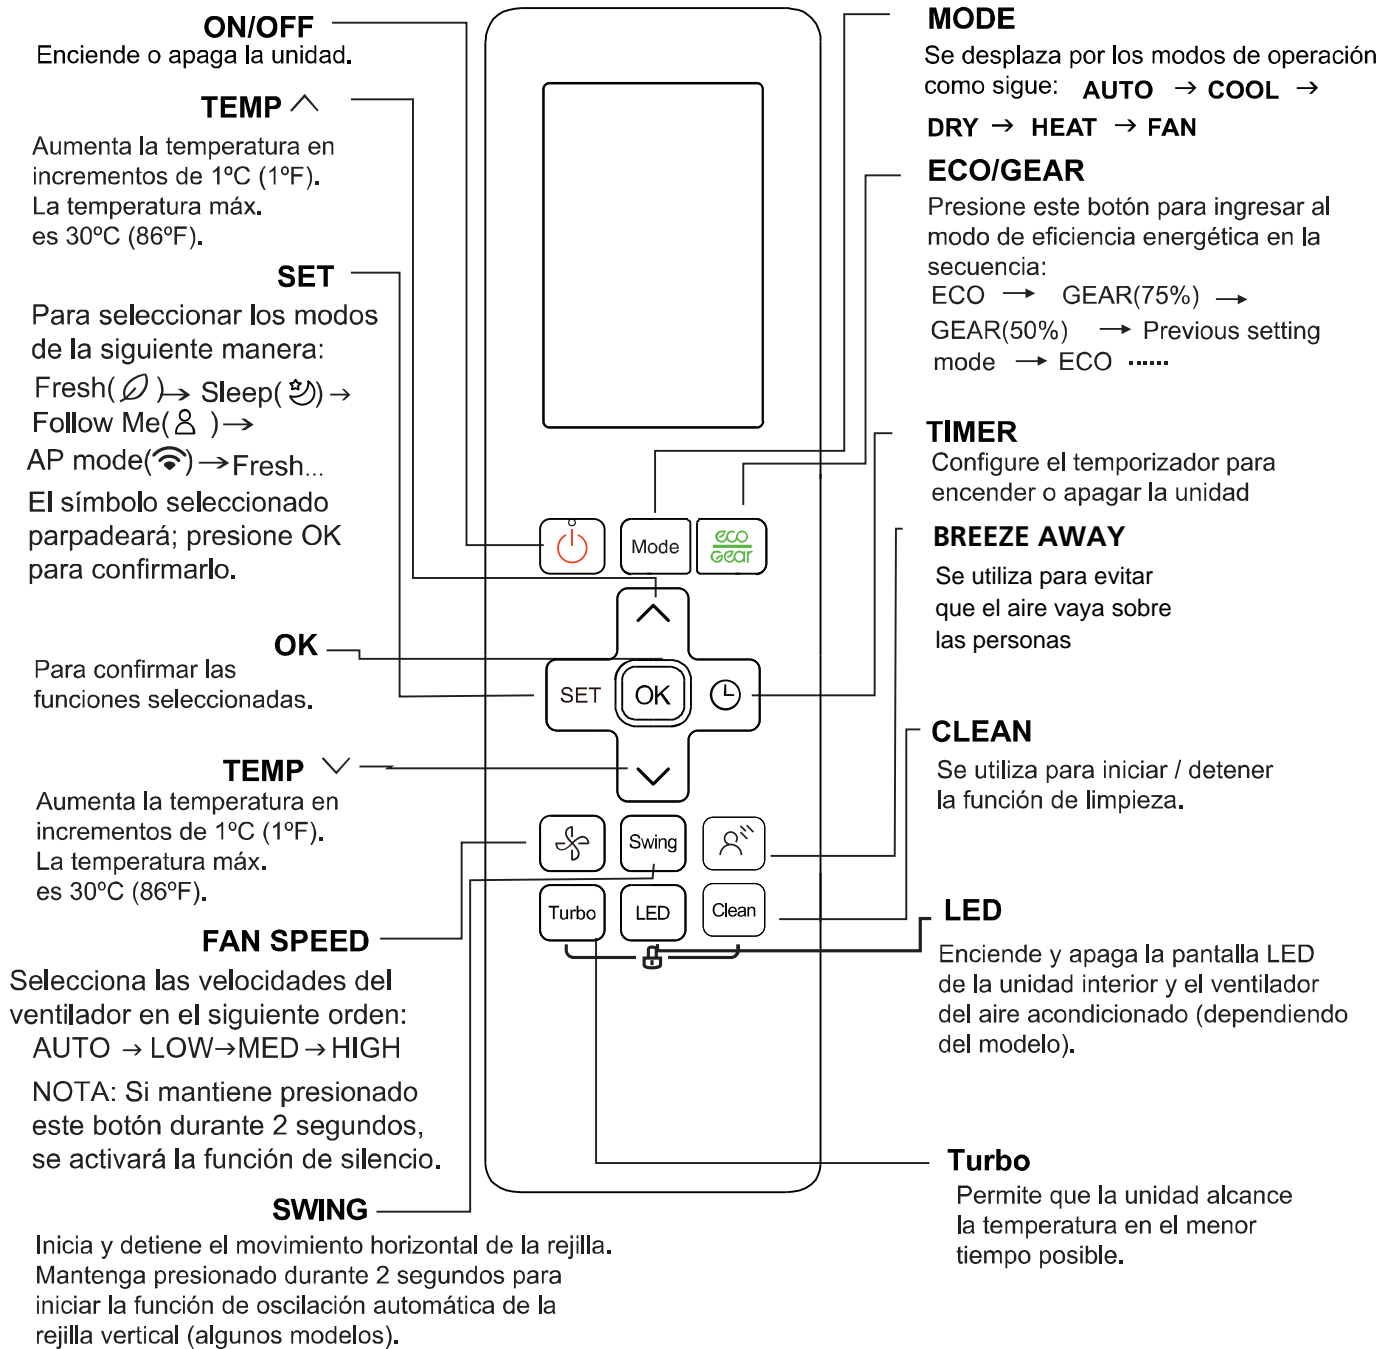 ON/OFF
Enciende o apaga la unidad.
TEMP
Aumenta la temperatura en
incrementos de 1ºC (1ºF).
La temperatura máx.
es 30ºC (86ºF).
SET
Para seleccionar los modos
de la siguiente manera:
Fresh( ) → Sleep( ) →
Follow Me( ) →
AP mode( ) → Fresh...
El símbolo seleccionado
parpadeará; presione OK
para confirmarlo.
OK
Para confirmar las
funciones seleccionadas.
TEMP
Aumenta la temperatura en
incrementos de 1ºC (1ºF).
La temperatura máx.
es 30ºC (86ºF).
FAN SPEED
Selecciona las velocidades del
ventilador en el siguiente orden:
AUTO → LOW → MED → HIGH
NOTA: Si mantiene presionado
este botón durante 2 segundos,
se activará la función de silencio.
SWING
Inicia y detiene el movimiento horizontal de la rejilla.
Mantenga presionado durante 2 segundos para
iniciar la función de oscilación automática de la
rejilla vertical (algunos modelos).
Mode
eco
Gear
SET
OK
Swing
Turbo
LED
Clean
MODE
Se desplaza por los modos de operación
como sigue: AUTO → COOL →
DRY → HEAT → FAN
ECO/GEAR
Presione este botón para ingresar al
modo de eficiencia energética en la
secuencia:
ECO → GEAR(75%) →
GEAR(50%) → Previous setting
mode → ECO ......
TIMER
Configure el temporizador para
encender o apagar la unidad
BREEZE AWAY
Se utiliza para evitar
que el aire vaya sobre
las personas
CLEAN
Se utiliza para iniciar / detener
la función de limpieza.
LED
Enciende y apaga la pantalla LED
de la unidad interior y el ventilador
del aire acondicionado (dependiendo
del modelo).
Turbo
Permite que la unidad alcance
la temperatura en el menor
tiempo posible.